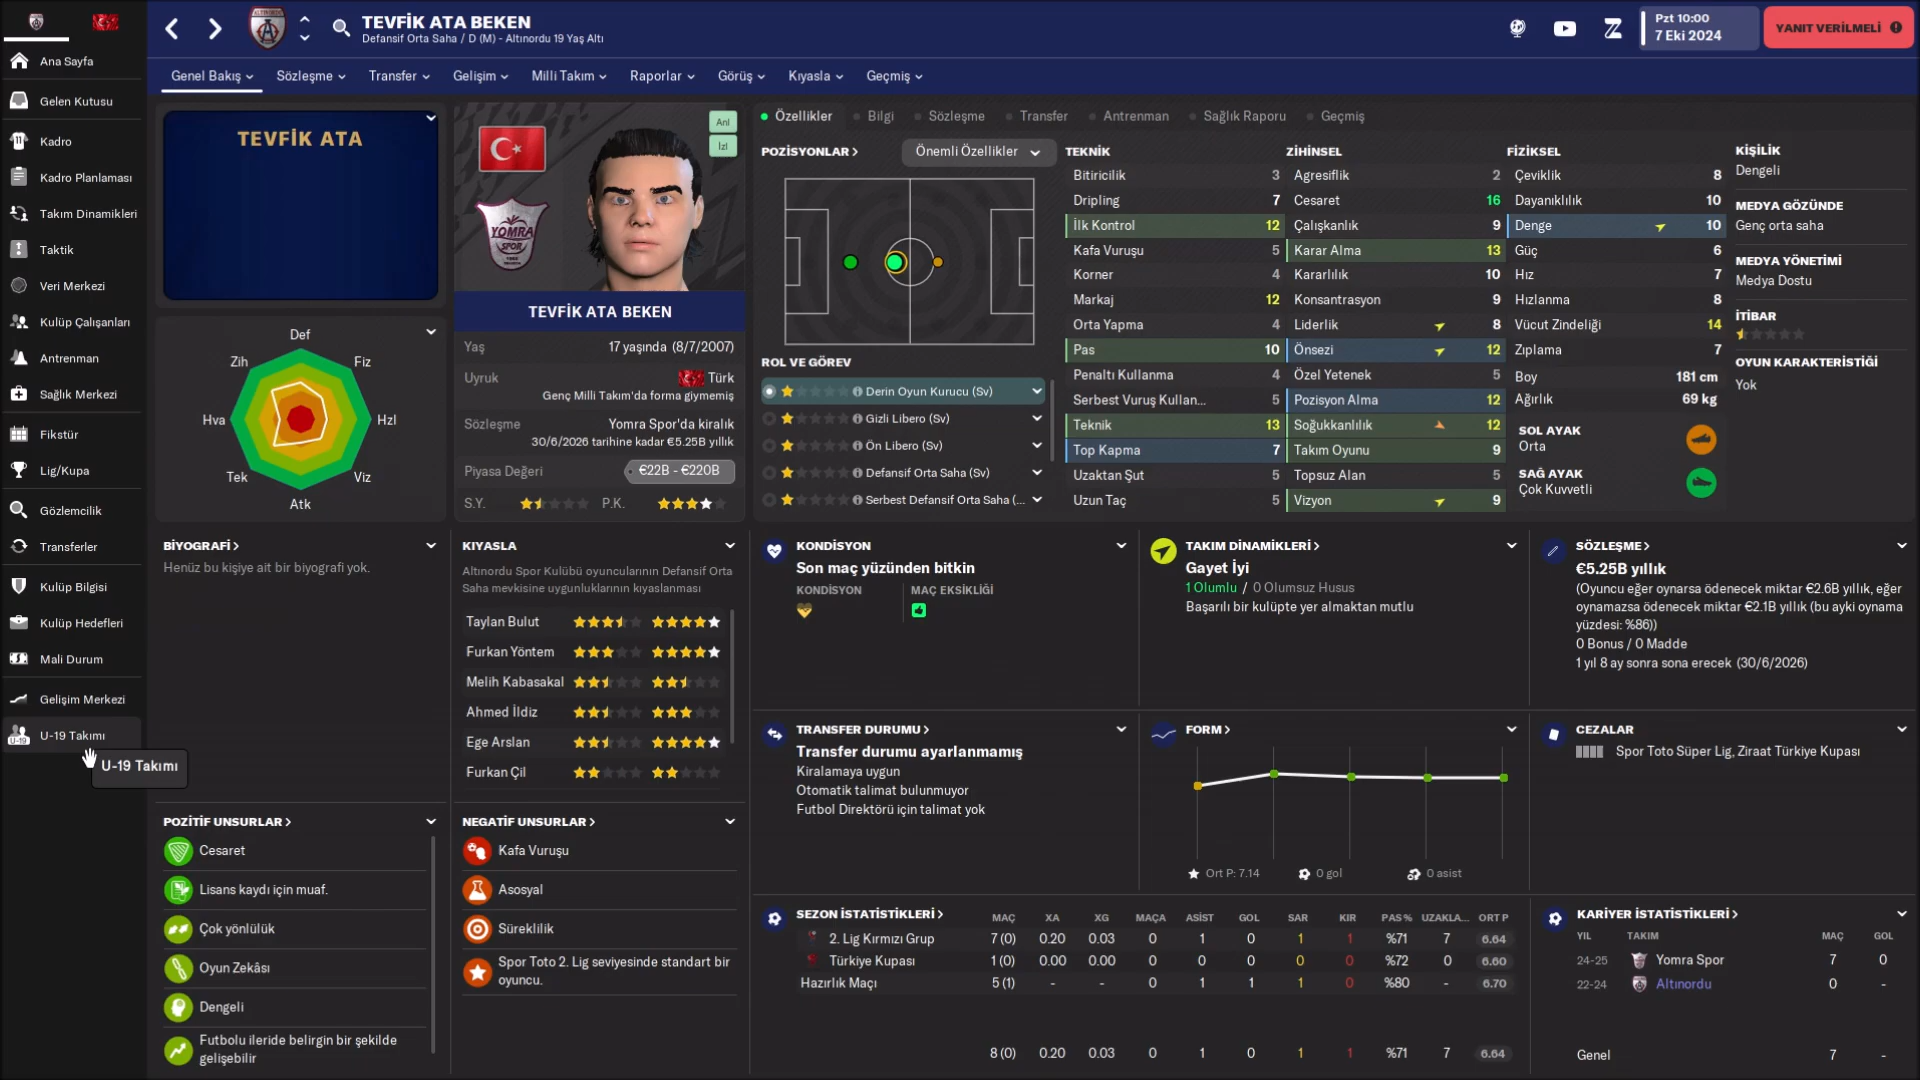 TEVFİK ATA BEKEN
Defansif Orta Saha / D (M) - Altınordu 19 Yaş Altı
Pzt 10:00
7 Eki 2024
YANIT VERİLMELİ
Genel Bakış
Sözleşme
Transfer
Gelişim
Milli Takım
Raporlar
Görüş
Kıyasla
Geçmiş
Ana Sayfa
Gelen Kutusu
Kadro
Kadro Planlaması
Takım Dinamikleri
Taktik
Veri Merkezi
Kulüp Çalışanları
Antrenman
Sağlık Merkezi
Fikstür
Lig/Kupa
Gözlemcilik
Transferler
Kulüp Bilgisi
Kulüp Hedefleri
Mali Durum
Gelişim Merkezi
U-19 Takımı
U-19 Takımı
TEVFİK ATA
Def
Zih Fiz
Hva Hzl
Tek Viz
Atk
Anl
İzl
YOMRA
SPOR
TEVFİK ATA BEKEN
Yaş 17 yaşında (8/7/2007)
Uyruk Türk
Genç Milli Takım'da forma giymemiş
Sözleşme Yomra Spor'da kiralık
30/6/2026 tarihine kadar €5.25B yıllık
Piyasa Değeri €22B - €220B
S.Y. P.K.
Özellikler
Bilgi
Sözleşme
Transfer
Antrenman
Sağlık Raporu
Geçmiş
POZİSYONLAR
Önemli Özellikler
ROL VE GÖREV
Derin Oyun Kurucu (Sv)
Gizli Libero (Sv)
Ön Libero (Sv)
Defansif Orta Saha (Sv)
Serbest Defansif Orta Saha (...
TEKNİK
Bitiricilik 3
Dripling 7
İlk Kontrol 12
Kafa Vuruşu 5
Korner 4
Markaj 12
Orta Yapma 4
Pas 10
Penaltı Kullanma 4
Serbest Vuruş Kullan... 5
Teknik 13
Top Kapma 7
Uzaktan Şut 5
Uzun Taç 5
ZİHİNSEL
Agresiflik 2
Cesaret 16
Çalışkanlık 9
Karar Alma 13
Kararlılık 10
Konsantrasyon 9
Liderlik 8
Önsezi 12
Özel Yetenek 5
Pozisyon Alma 12
Soğukkanlılık 12
Takım Oyunu 9
Topsuz Alan 5
Vizyon 9
FİZİKSEL
Çeviklik 8
Dayanıklılık 10
Denge 10
Güç 6
Hız 7
Hızlanma 8
Vücut Zindeliği 14
Zıplama 7
Boy 181 cm
Ağırlık 69 kg
SOL AYAK
Orta
SAĞ AYAK
Çok Kuvvetli
KİŞİLİK
Dengeli
MEDYA GÖZÜNDE
Genç orta saha
MEDYA YÖNETİMİ
Medya Dostu
İTİBAR
OYUN KARAKTERİSTİĞİ
Yok
BİYOGRAFİ
Henüz bu kişiye ait bir biyografi yok.
KIYASLA
Altınordu Spor Kulübü oyuncularının Defansif Orta
Saha mevkisine uygunluklarının kıyaslanması
Taylan Bulut
Furkan Yöntem
Melih Kabasakal
Ahmed İldiz
Ege Arslan
Furkan Çil
KONDİSYON
Son maç yüzünden bitkin
KONDİSYON MAÇ EKSİKLİĞİ
TAKIM DİNAMİKLERİ
Gayet İyi
1 Olumlu / 0 Olumsuz Husus
Başarılı bir kulüpte yer almaktan mutlu
SÖZLEŞME
€5.25B yıllık
(Oyuncu eğer oynarsa ödenecek miktar €2.6B yıllık, eğer
oynamazsa ödenecek miktar €2.1B yıllık (bu ayki oynama
yüzdesi: %86))
0 Bonus / 0 Madde
1 yıl 8 ay sonra sona erecek (30/6/2026)
TRANSFER DURUMU
Transfer durumu ayarlanmamış
Kiralamaya uygun
Otomatik talimat bulunmuyor
Futbol Direktörü için talimat yok
FORM
Ort P: 7.14 0 gol 0 asist
CEZALAR
Spor Toto Süper Lig, Ziraat Türkiye Kupası
POZİTİF UNSURLAR
Cesaret
Lisans kaydı için muaf.
Çok yönlülük
Oyun Zekâsı
Dengeli
Futbolu ileride belirgin bir şekilde
gelişebilir
NEGATİF UNSURLAR
Kafa Vuruşu
Asosyal
Süreklilik
Spor Toto 2. Lig seviyesinde standart bir
oyuncu.
SEZON İSTATİSTİKLERİ MAÇ XA XG MAÇA ASİST GOL SAR KIR PAS% UZAKLA... ORT P
2. Lig Kırmızı Grup 7 (0) 0.20 0.03 0 1 0 1 1 %71 7 6.64
Türkiye Kupası 1 (0) 0.00 0.00 0 0 0 0 0 %72 0 6.60
Hazırlık Maçı 5 (1) - - 0 1 1 1 0 %80 - 6.70
8 (0) 0.20 0.03 0 1 0 1 1 %71 7 6.64
KARİYER İSTATİSTİKLERİ
YIL TAKIM MAÇ GOL
24-25 Yomra Spor 7 0
22-24 Altınordu 0 -
Genel 7 -